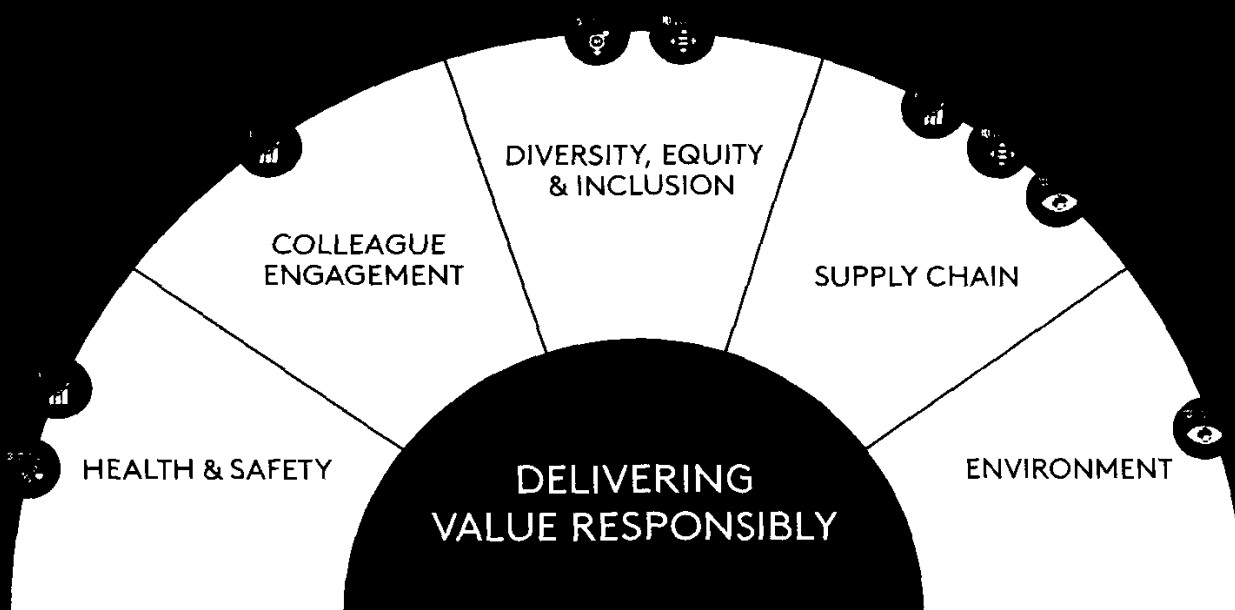 DIVERSITY, EQUITY
& INCLUSION
COLLEAGUE
ENGAGEMENT
SUPPLY CHAIN
HEALTH & SAFETY
ENVIRONMENT
DELIVERING
VALUE RESPONSIBLY